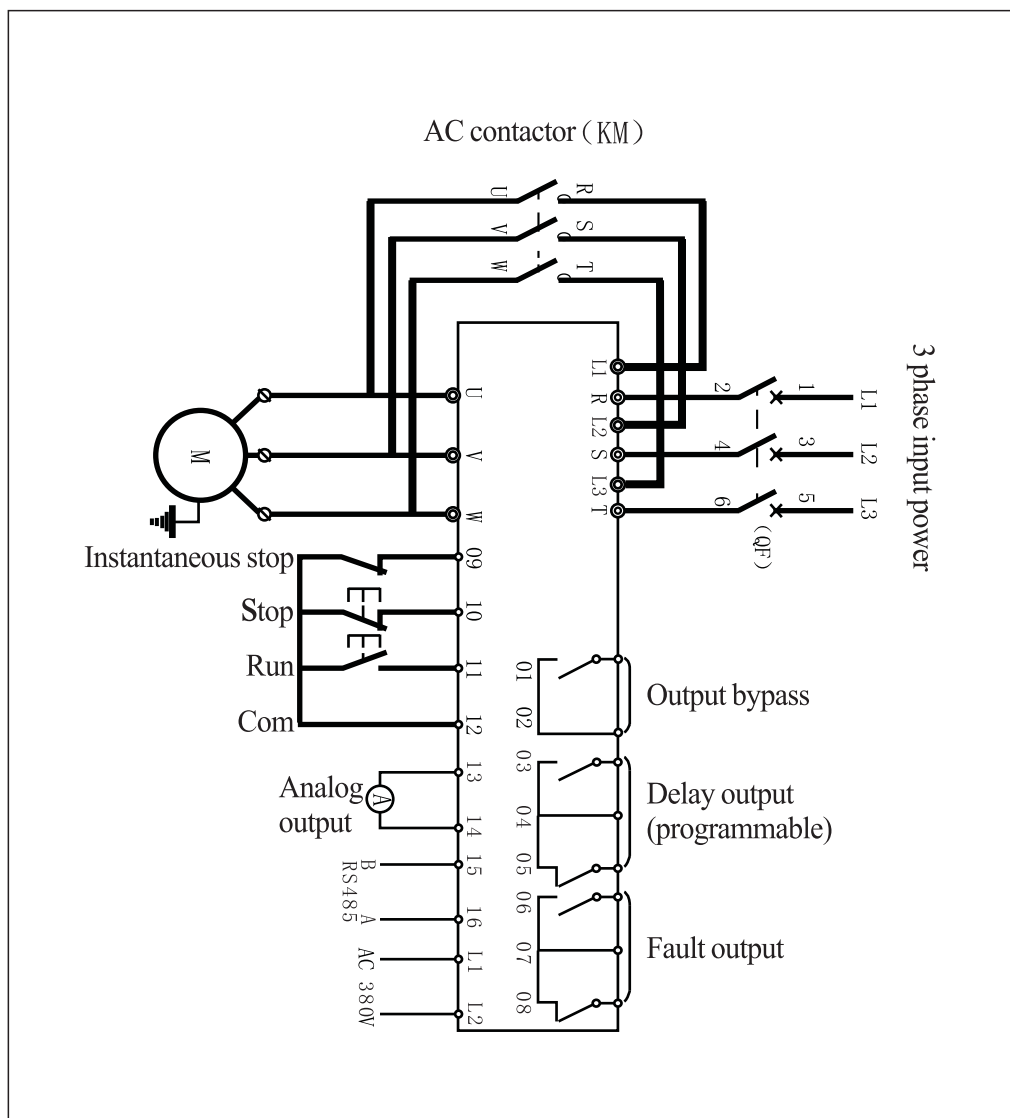 AC contactor（KM）
U R
V S
W T
3 phase input power
L1
R
L2
S
L3
T
2 1 L1
4 3 L2
6 5 L3
(QF)
U
V
W
M
Instantaneous stop
09
Stop
10
Run
11
Com
12
Analog
output
A
13
14
B
RS485
A
15
16
AC 380V
L1
L2
01
02
Output bypass
03
04
05
Delay output
(programmable)
06
07
08
Fault output